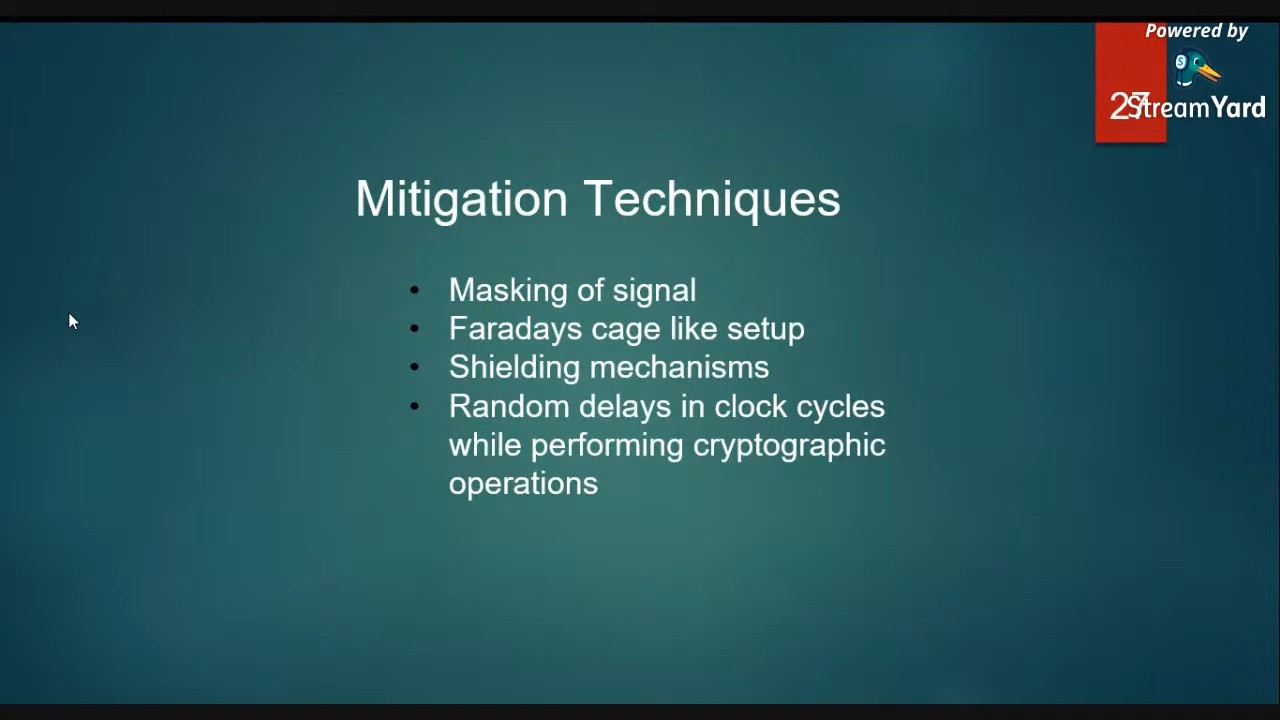 Powered by
27
StreamYard
Mitigation Techniques
• Masking of signal
• Faradays cage like setup
• Shielding mechanisms
• Random delays in clock cycles
while performing cryptographic
operations